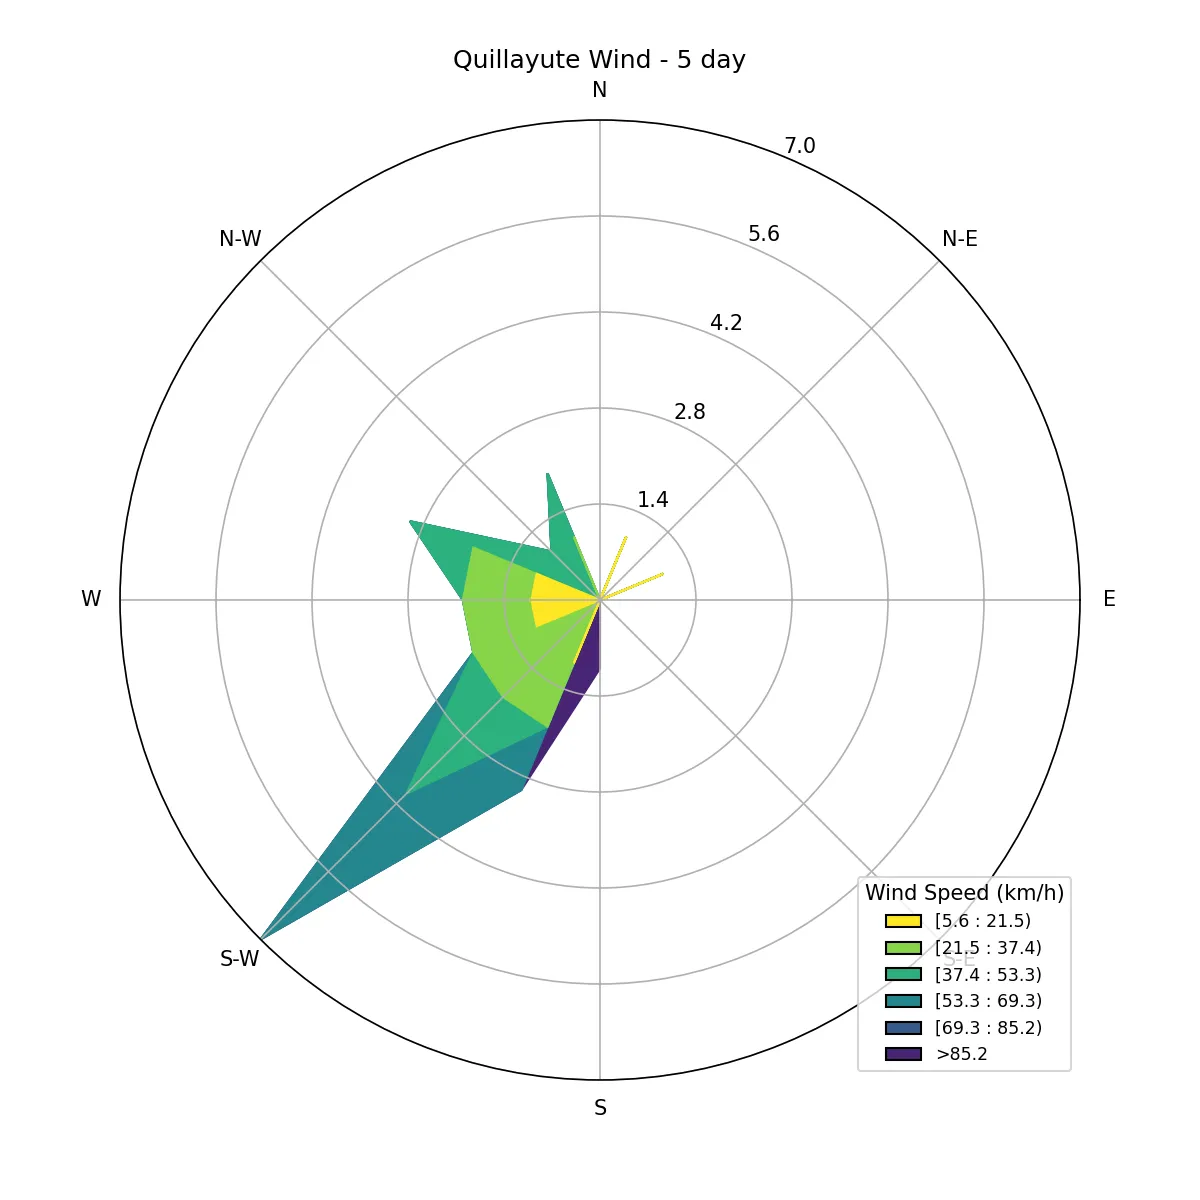 Quillayute Wind - 5 day
N
7.0
N-W
5.6
N-E
4.2
2.8
1.4
W
E
S-W
S-E
Wind Speed (km/h)
[5.6 : 21.5)
[21.5 : 37.4)
[37.4 : 53.3)
[53.3 : 69.3)
[69.3 : 85.2)
>85.2
S